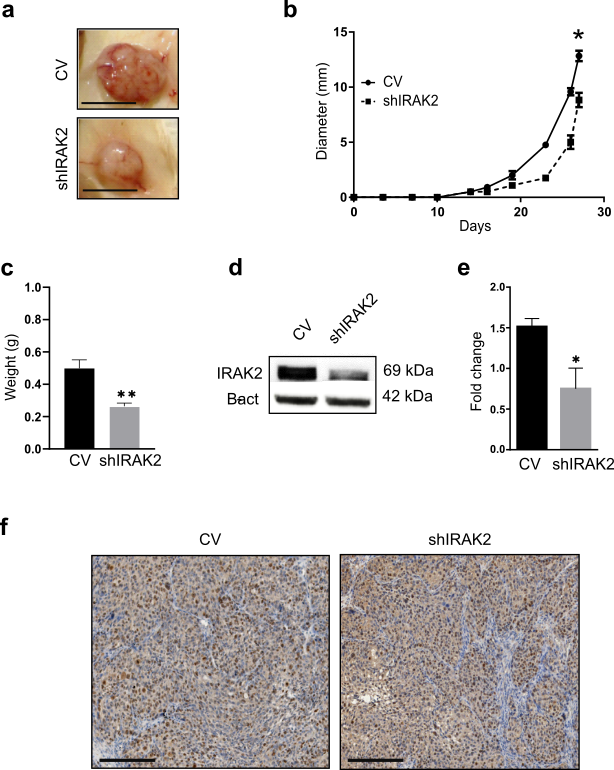 a
CV
shIRAK2
b
15
10
5
0
Diameter (mm)
CV
shIRAK2
*
0 10 20 30
Days
c
1.0
0.8
0.6
0.4
0.2
0.0
Weight (g)
**
CV shIRAK2
d
CV shIRAK2
IRAK2 69 kDa
Bact 42 kDa
e
2.0
1.5
1.0
0.5
0.0
Fold change
*
CV shIRAK2
f
CV shIRAK2